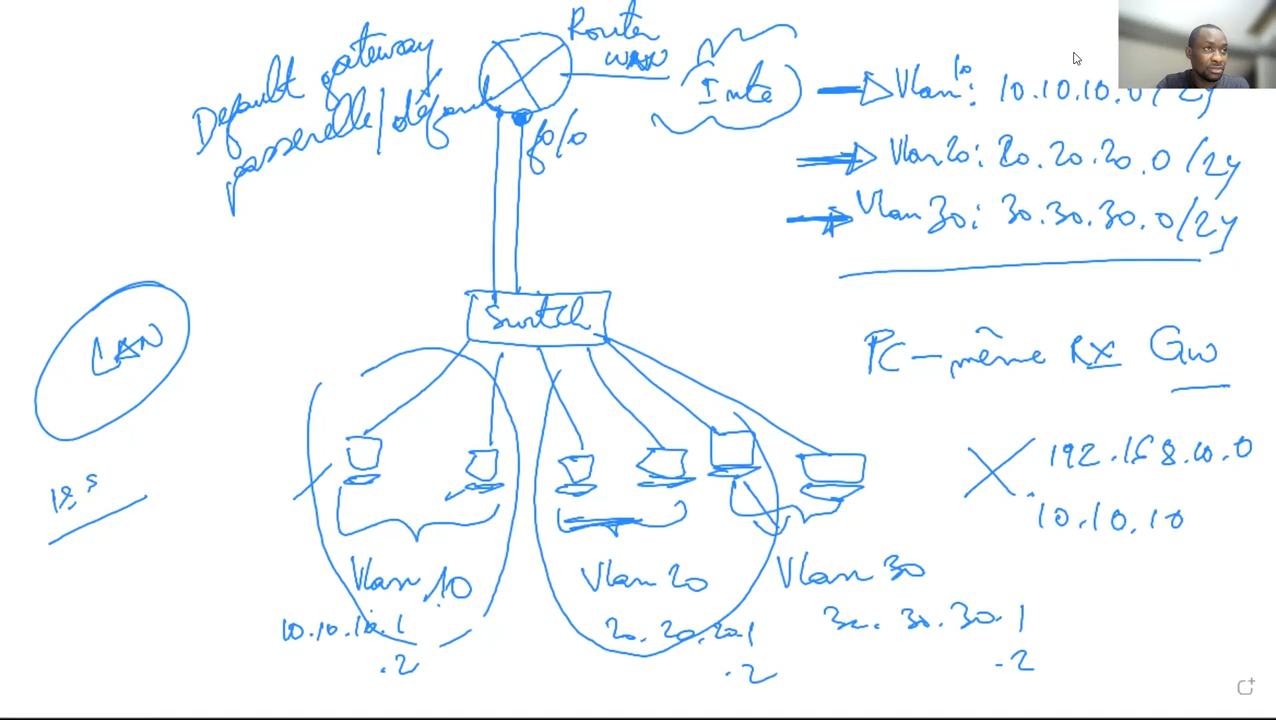 Router
WAN
Inte
Default gateway
passerelle/défaut
f0/0
Vlan 10: 10.10.10.0/24
Vlan 20: 20.20.20.0/24
Vlan 30: 30.30.30.0/24
Switch
LAN
PC-même RX GW
192.168.10.0
.10.10.10
Vlan 10
Vlan 20
Vlan 30
10.10.10.1
.2
20.20.20.1
.2
30.30.30.1
.2